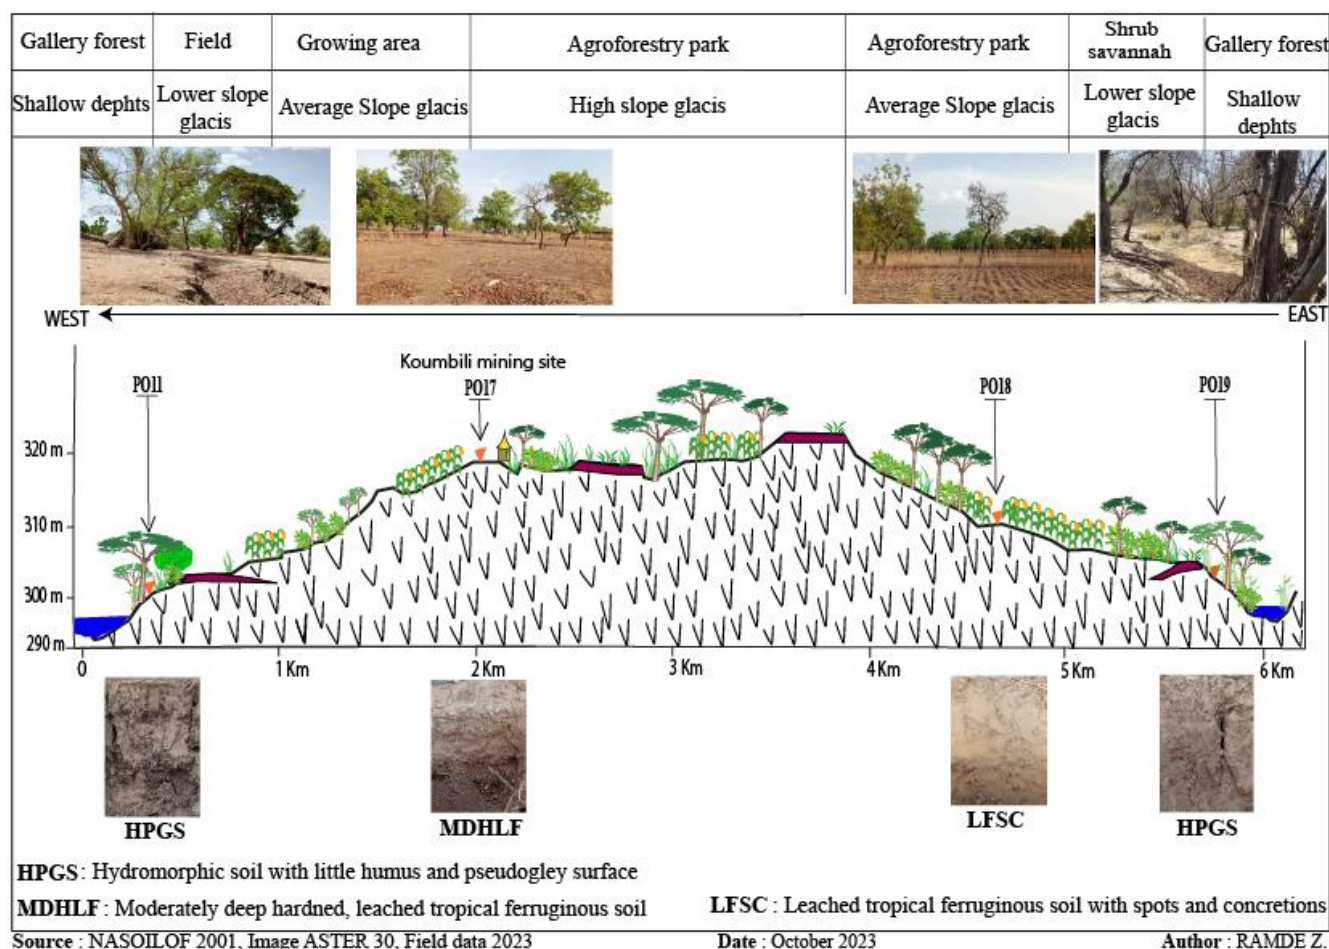 Gallery forest
Field
Growing area
Agroforestry park
Agroforestry park
Shrub
savannah
Gallery forest
Shallow dephts
Lower slope
glacis
Average Slope glacis
High slope glacis
Average Slope glacis
Lower slope
glacis
Shallow
dephts
WEST
EAST
Koumbili mining site
PO11
PO17
PO18
PO19
320 m
310 m
300 m
290 m
0
1 Km
2 Km
3 Km
4 Km
5 Km
6 Km
HPGS
MDHLF
LFSC
HPGS
HPGS : Hydromorphic soil with little humus and pseudogley surface
MDHLF : Moderately deep hardned, leached tropical ferruginous soil
LFSC : Leached tropical ferruginous soil with spots and concretions
Source : NASOILOF 2001, Image ASTER 30, Field data 2023
Date : October 2023
Author : RAMDE Z.